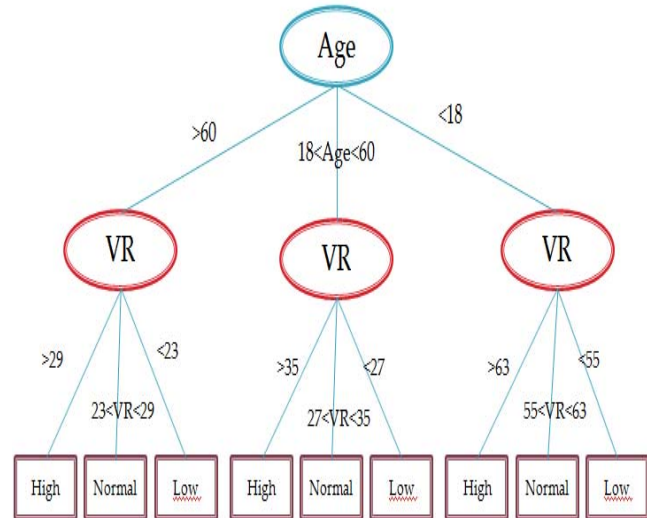 Age
>60
18<Age<60
<18
VR
VR
VR
>29
23<VR<29
<23
>35
27<VR<35
<27
>63
55<VR<63
<55
High
Normal
Low
High
Normal
Low
High
Normal
Low